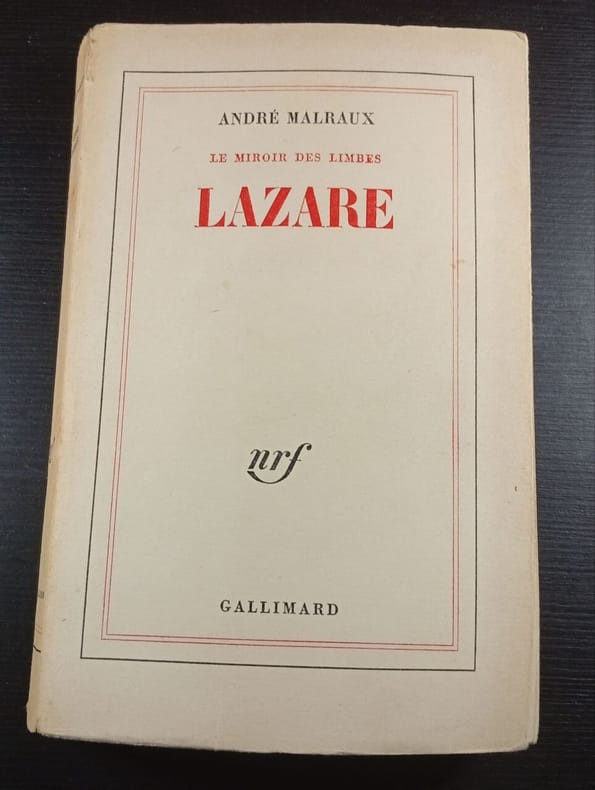 ANDRÉ MALRAUX
LE MIROIR DES LIMBES
LAZARE
nrf
GALLIMARD